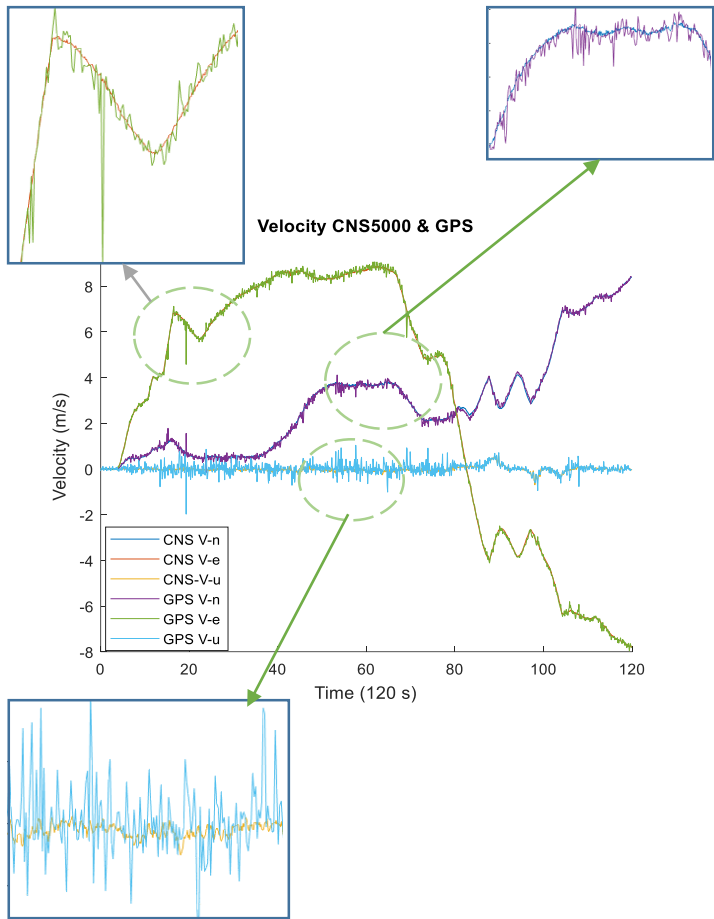 Velocity CNS5000 & GPS
8
6
4
2
0
-2
-4
-6
-8
Velocity (m/s)
CNS V-n
CNS V-e
CNS-V-u
GPS V-n
GPS V-e
GPS V-u
0
20
40
60
80
100
120
Time (120 s)